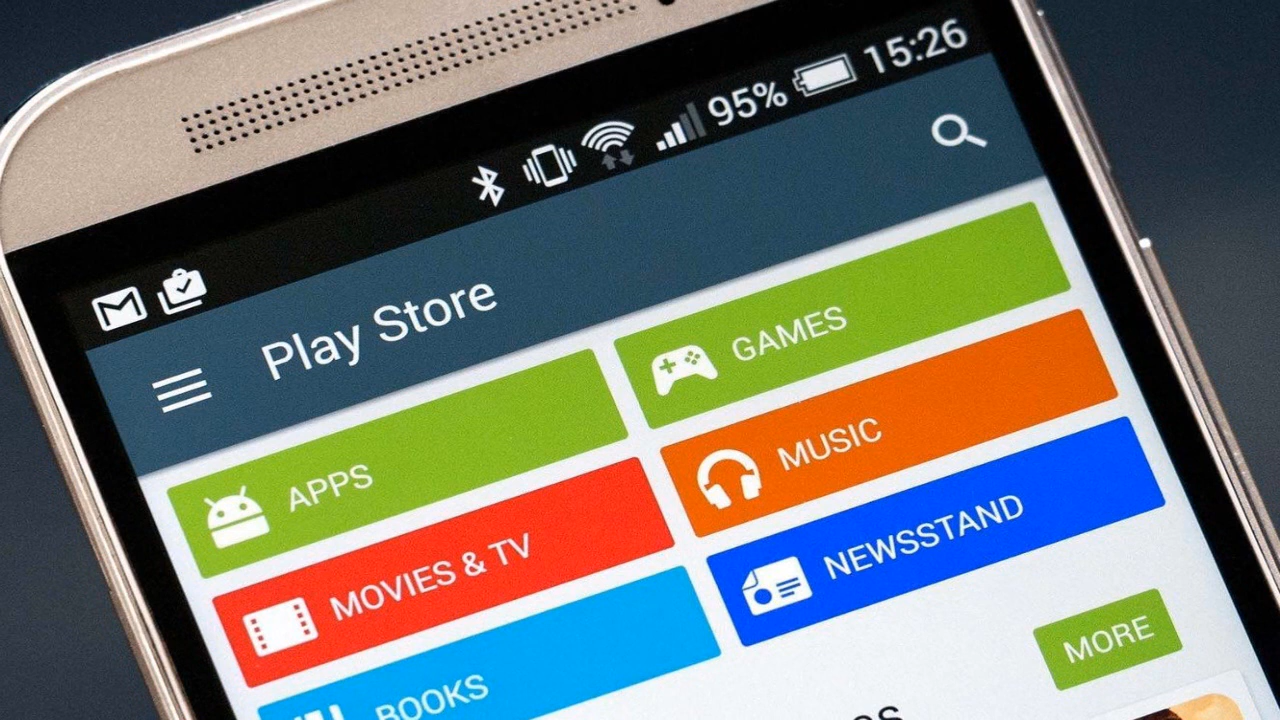 95% 15:26
Play Store
APPS
GAMES
MOVIES & TV
MUSIC
BOOKS
NEWSSTAND
MORE